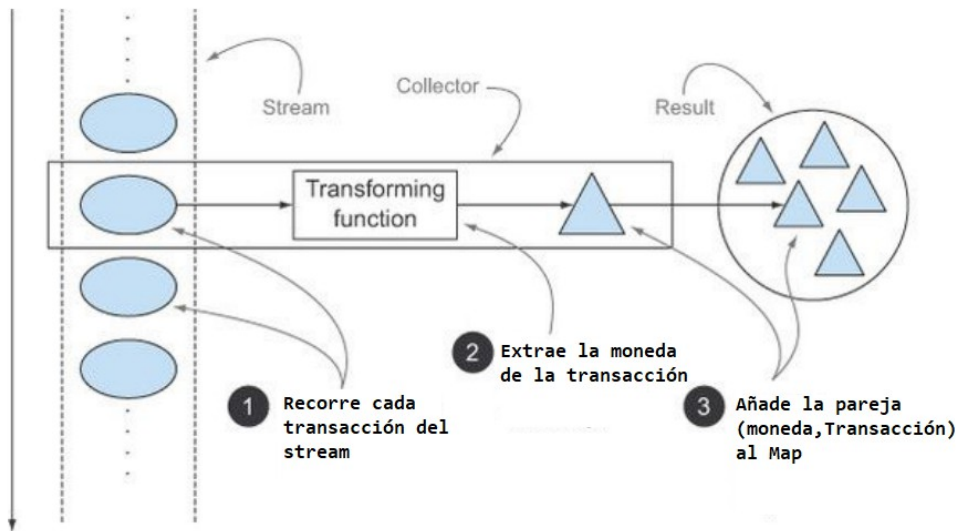 Stream
Collector
Result
Transforming
function
1
Recorre cada
transacción del
stream
2
Extrae la moneda
de la transacción
3
Añade la pareja
(moneda,Transacción)
al Map